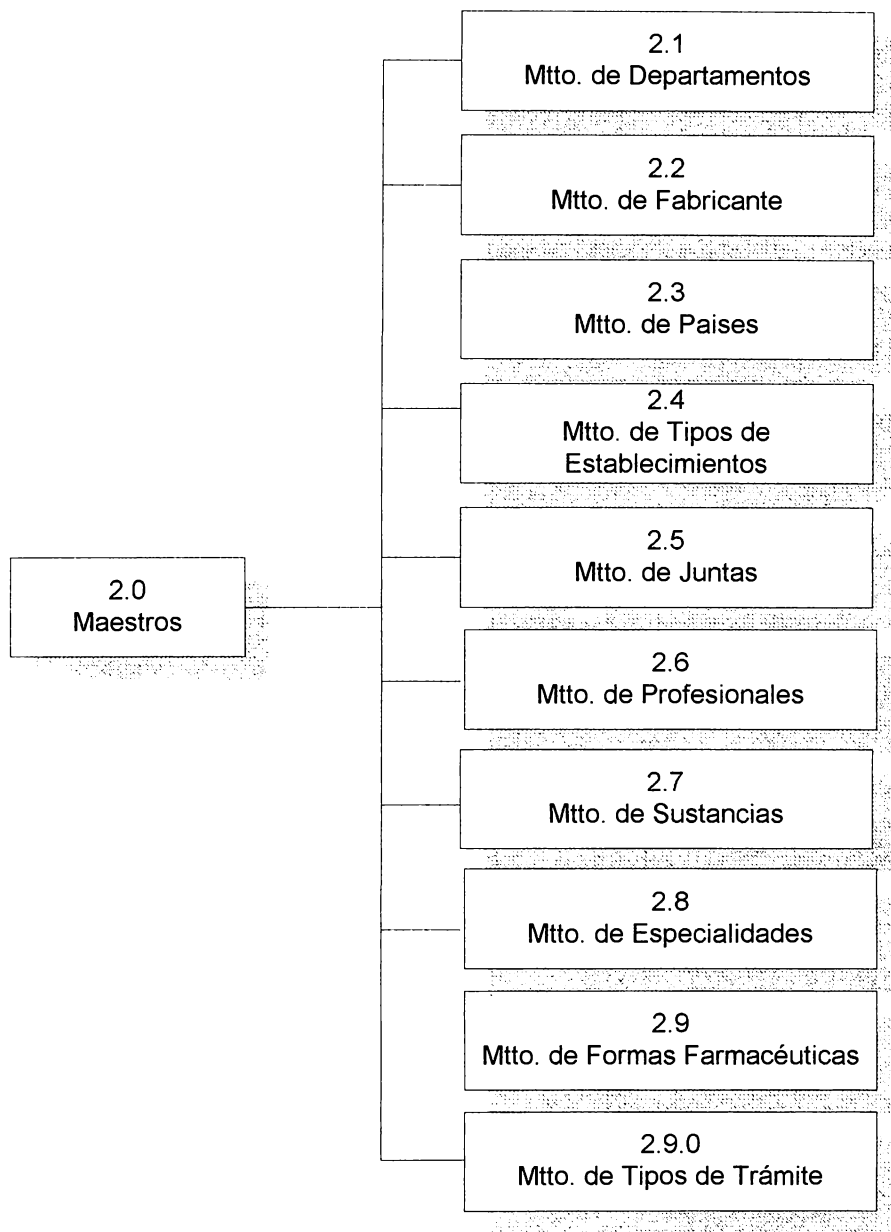 2.1
Mtto. de Departamentos
2.2
Mtto. de Fabricante
2.3
Mtto. de Paises
2.4
Mtto. de Tipos de
Establecimientos
2.5
Mtto. de Juntas
2.0
Maestros
2.6
Mtto. de Profesionales
2.7
Mtto. de Sustancias
2.8
Mtto. de Especialidades
2.9
Mtto. de Formas Farmacéuticas
2.9.0
Mtto. de Tipos de Trámite